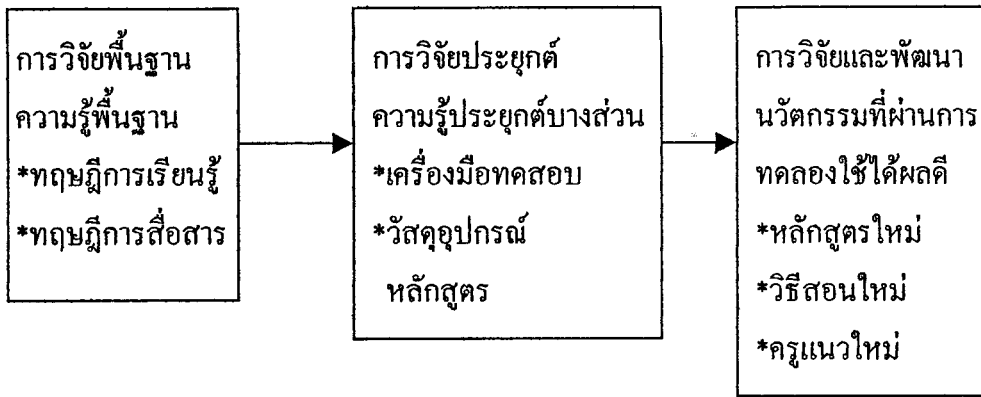 การวิจัยพื้นฐาน
ความรู้พื้นฐาน
*ทฤษฎีการเรียนรู้
*ทฤษฎีการสื่อสาร
การวิจัยประยุกต์
ความรู้ประยุกต์บางส่วน
*เครื่องมือทดสอบ
*วัสดุอุปกรณ์
หลักสูตร
การวิจัยและพัฒนา
นวัตกรรมที่ผ่านการ
ทดลองใช้ได้ผลดี
*หลักสูตรใหม่
*วิธีสอนใหม่
*ครูแนวใหม่